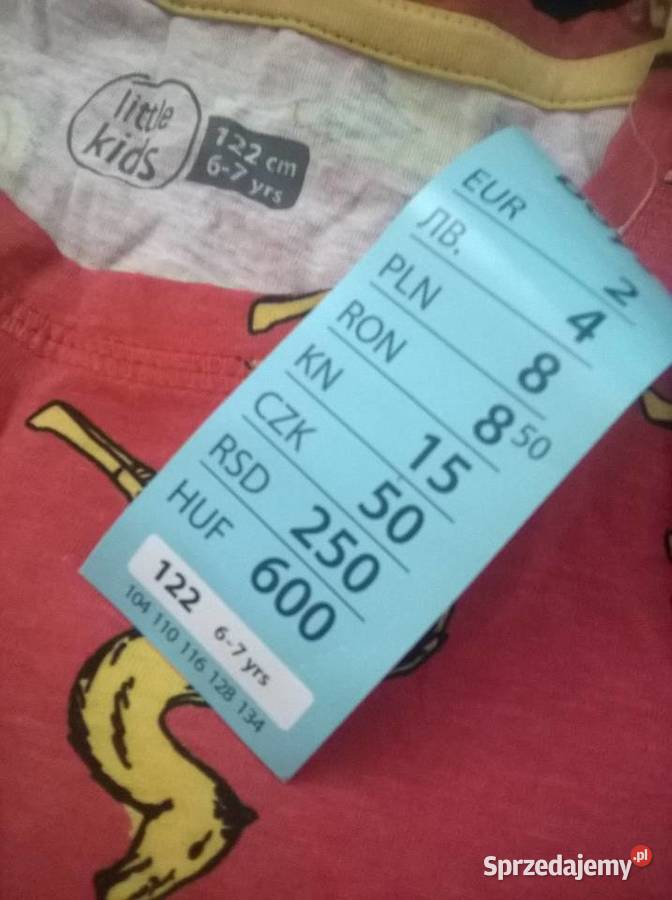 little
kids
122 cm
6-7 yrs
EUR 2
ЛВ. 4
PLN 8
RON 8 50
KN 15
CZK 50
RSD 250
HUF 600
122 6-7 yrs
104 110 116 128 134
Sprzedajemy.pl